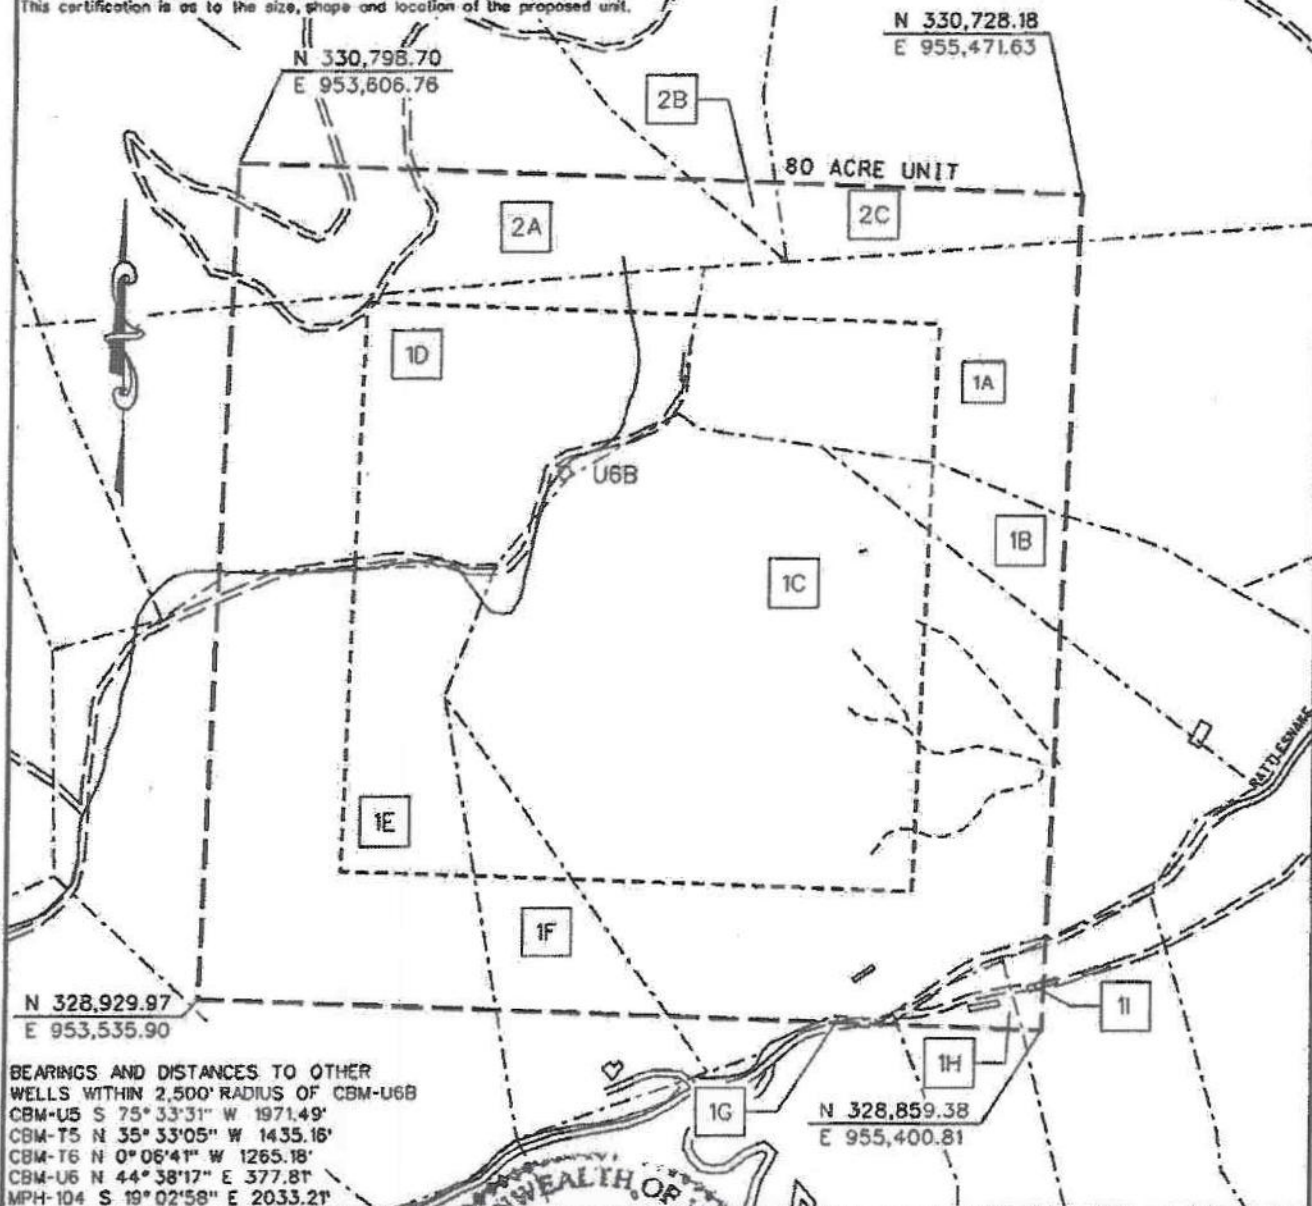 This certification is as to the size, shape and location of the proposed unit.
N 330,728.18
E 955,471.63
N 330,798.70
E 953,606.76
2B
80 ACRE UNIT
2A
2C
1D
1A
U6B
1B
1C
1E
1F
RATTLESNAKE
N 328,929.97
E 953,535.90
1I
1H
1G
N 328,859.38
E 955,400.81
BEARINGS AND DISTANCES TO OTHER
WELLS WITHIN 2,500' RADIUS OF CBM-U6B
CBM-U5 S 75° 33'31" W 1971.49'
CBM-T5 N 35° 33'05" W 1435.16'
CBM-T6 N 0° 06'41" W 1265.18'
CBM-U6 N 44° 38'17" E 377.81'
MPH-104 S 19° 02'58" E 2033.21'
WEALTH OF